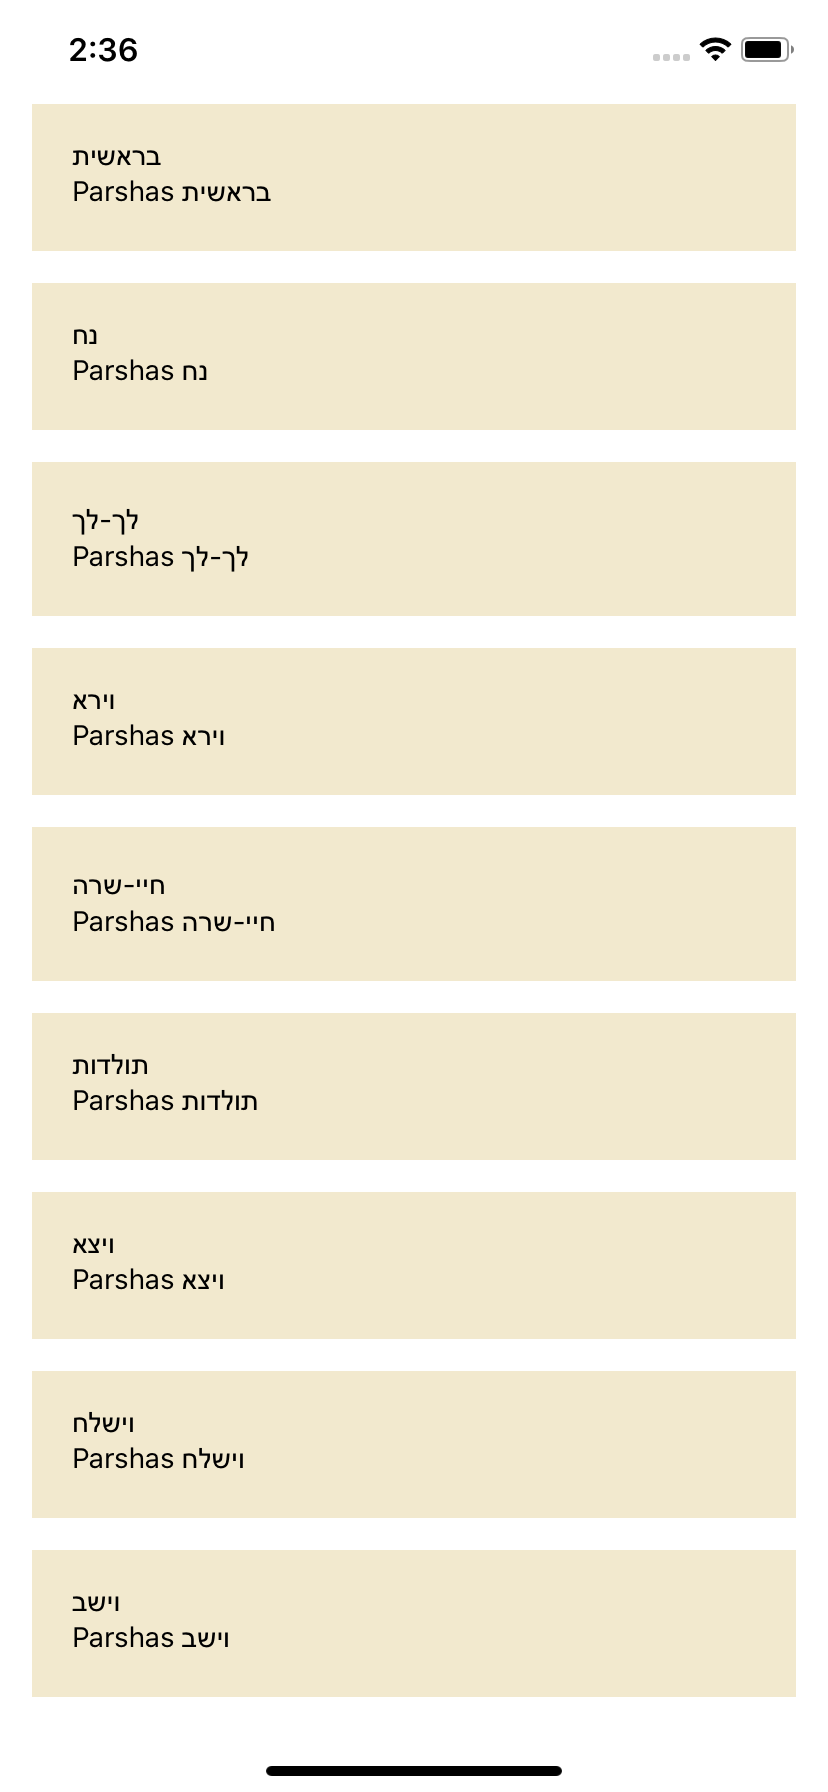 2:36
בראשית
Parshas בראשית
נח
Parshas נח
לך-לך
Parshas לך-לך
וירא
Parshas וירא
חיי-שרה
Parshas חיי-שרה
תולדות
Parshas תולדות
ויצא
Parshas ויצא
וישלח
Parshas וישלח
וישב
Parshas וישב